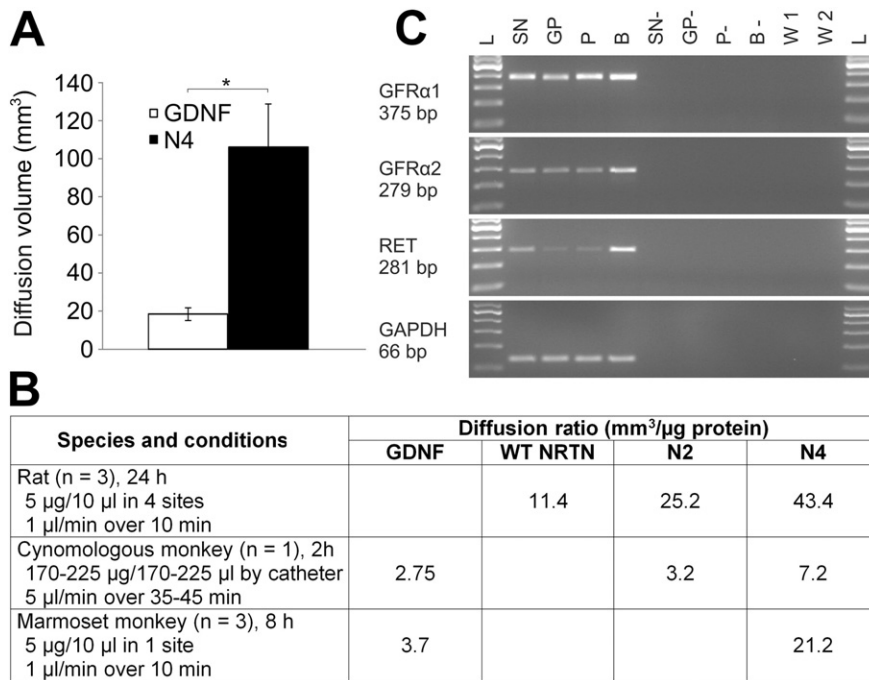 A
Diffusion volume (mm³)
140
120
100
80
60
40
20
0
*
GDNF
N4
C
L SN GP P B SN- GP- P- B - W 1 W 2 L
GFRα1
375 bp
GFRα2
279 bp
RET
281 bp
GAPDH
66 bp
B
Species and conditions
Diffusion ratio (mm³/µg protein)
GDNF WT NRTN N2 N4
Rat (n = 3), 24 h
5 µg/10 µl in 4 sites
1 µl/min over 10 min
11.4 25.2 43.4
Cynomologous monkey (n = 1), 2h
170-225 µg/170-225 µl by catheter
5 µl/min over 35-45 min
2.75 3.2 7.2
Marmoset monkey (n = 3), 8 h
5 µg/10 µl in 1 site
1 µl/min over 10 min
3.7 21.2